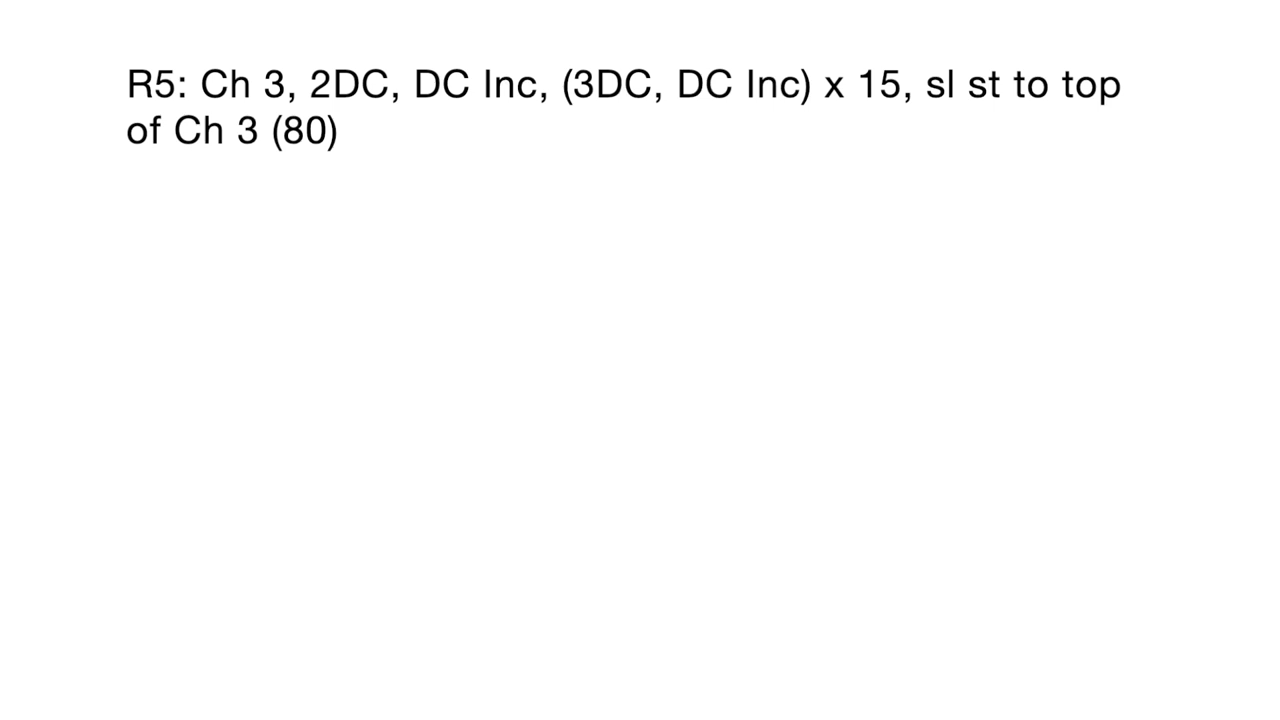 R5: Ch 3, 2DC, DC Inc, (3DC, DC Inc) x 15, sl st to top
of Ch 3 (80)